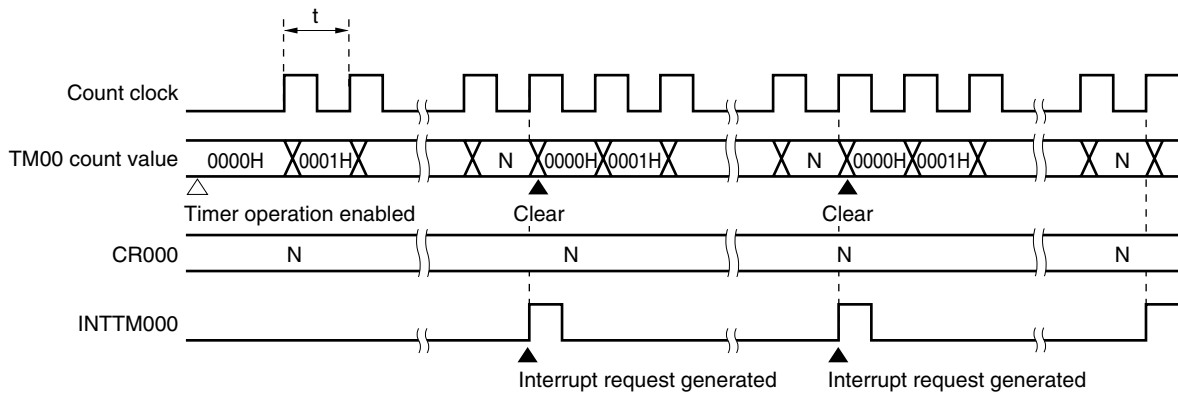 t
Count clock
TM00 count value 0000H 0001H N 0000H 0001H N 0000H 0001H N
Timer operation enabled Clear Clear
CR000 N N N N
INTTM000
Interrupt request generated Interrupt request generated